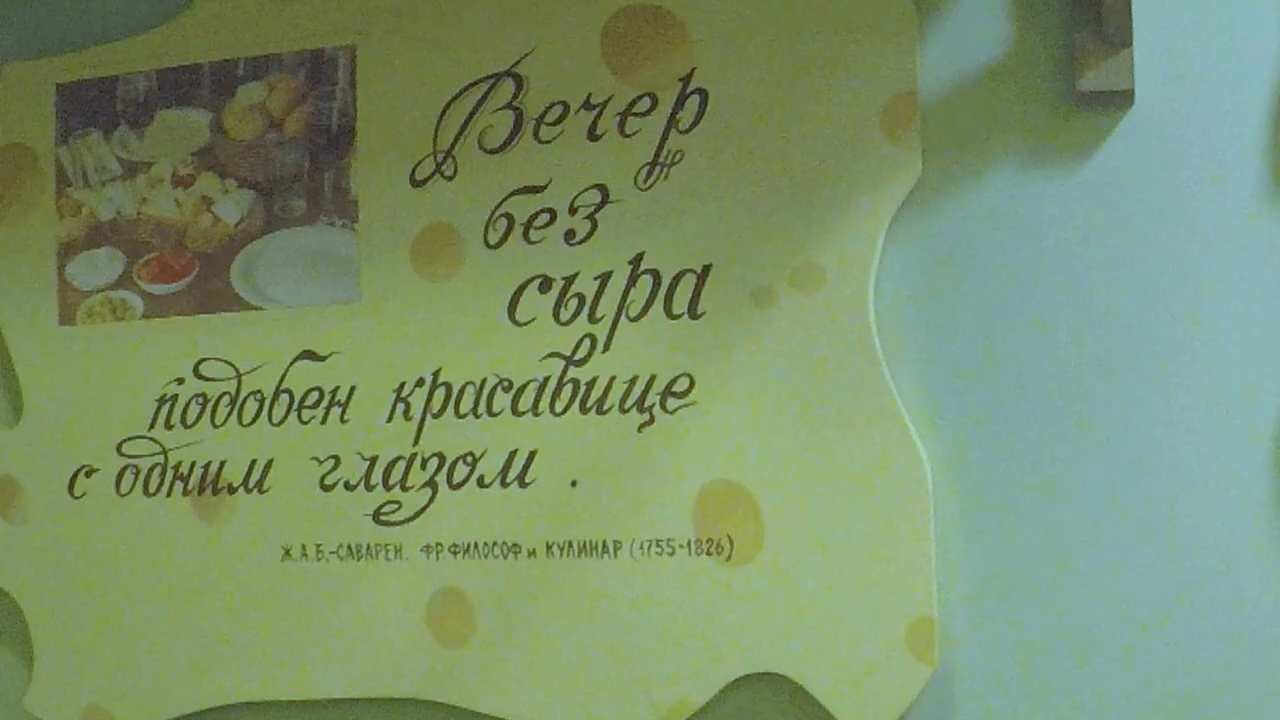 Вечер
без
сыра
подобен красавице
с одним глазом.
Ж.А.Б.-САВАРЕН. ФР.ФИЛОСОФ и КУЛИНАР (1755-1826)